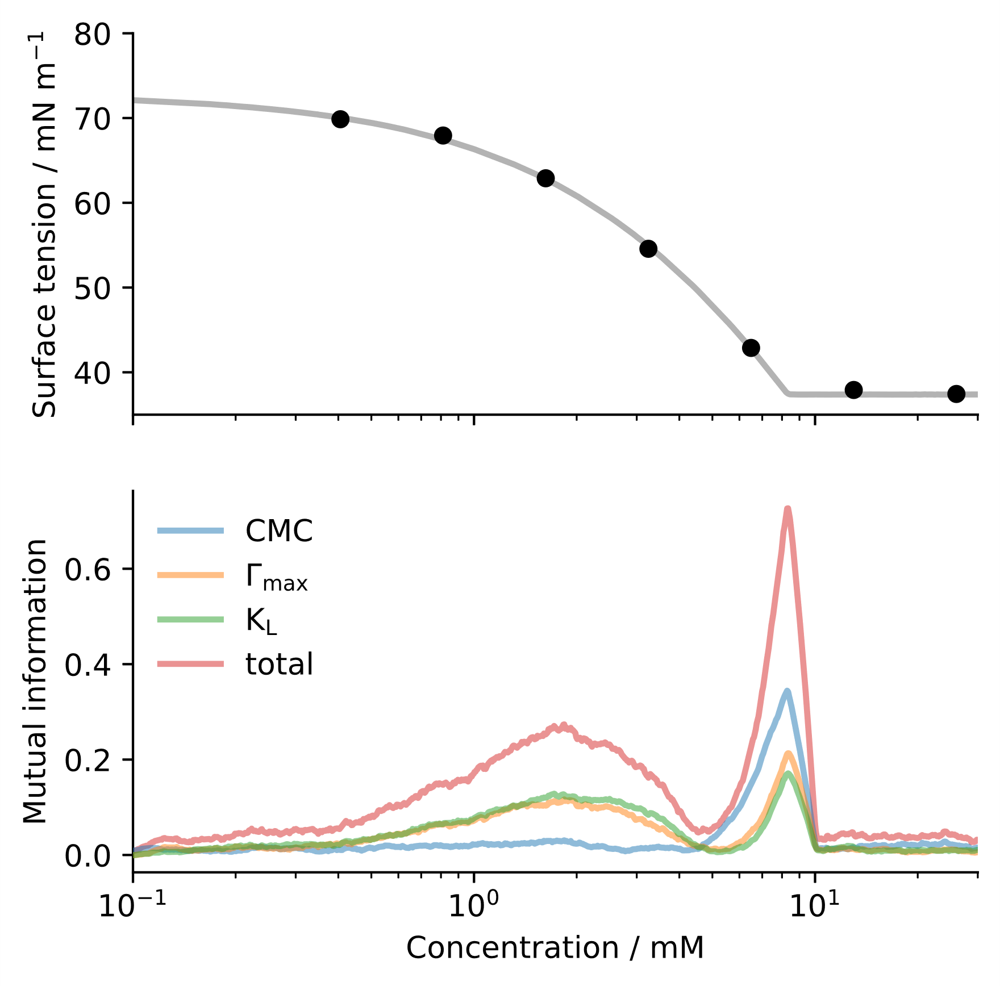 Surface tension / mN m⁻¹
80
70
60
50
40
Mutual information
0.6
0.4
0.2
0.0
CMC
Γmax
KL
total
10⁻¹
10⁰
10¹
Concentration / mM